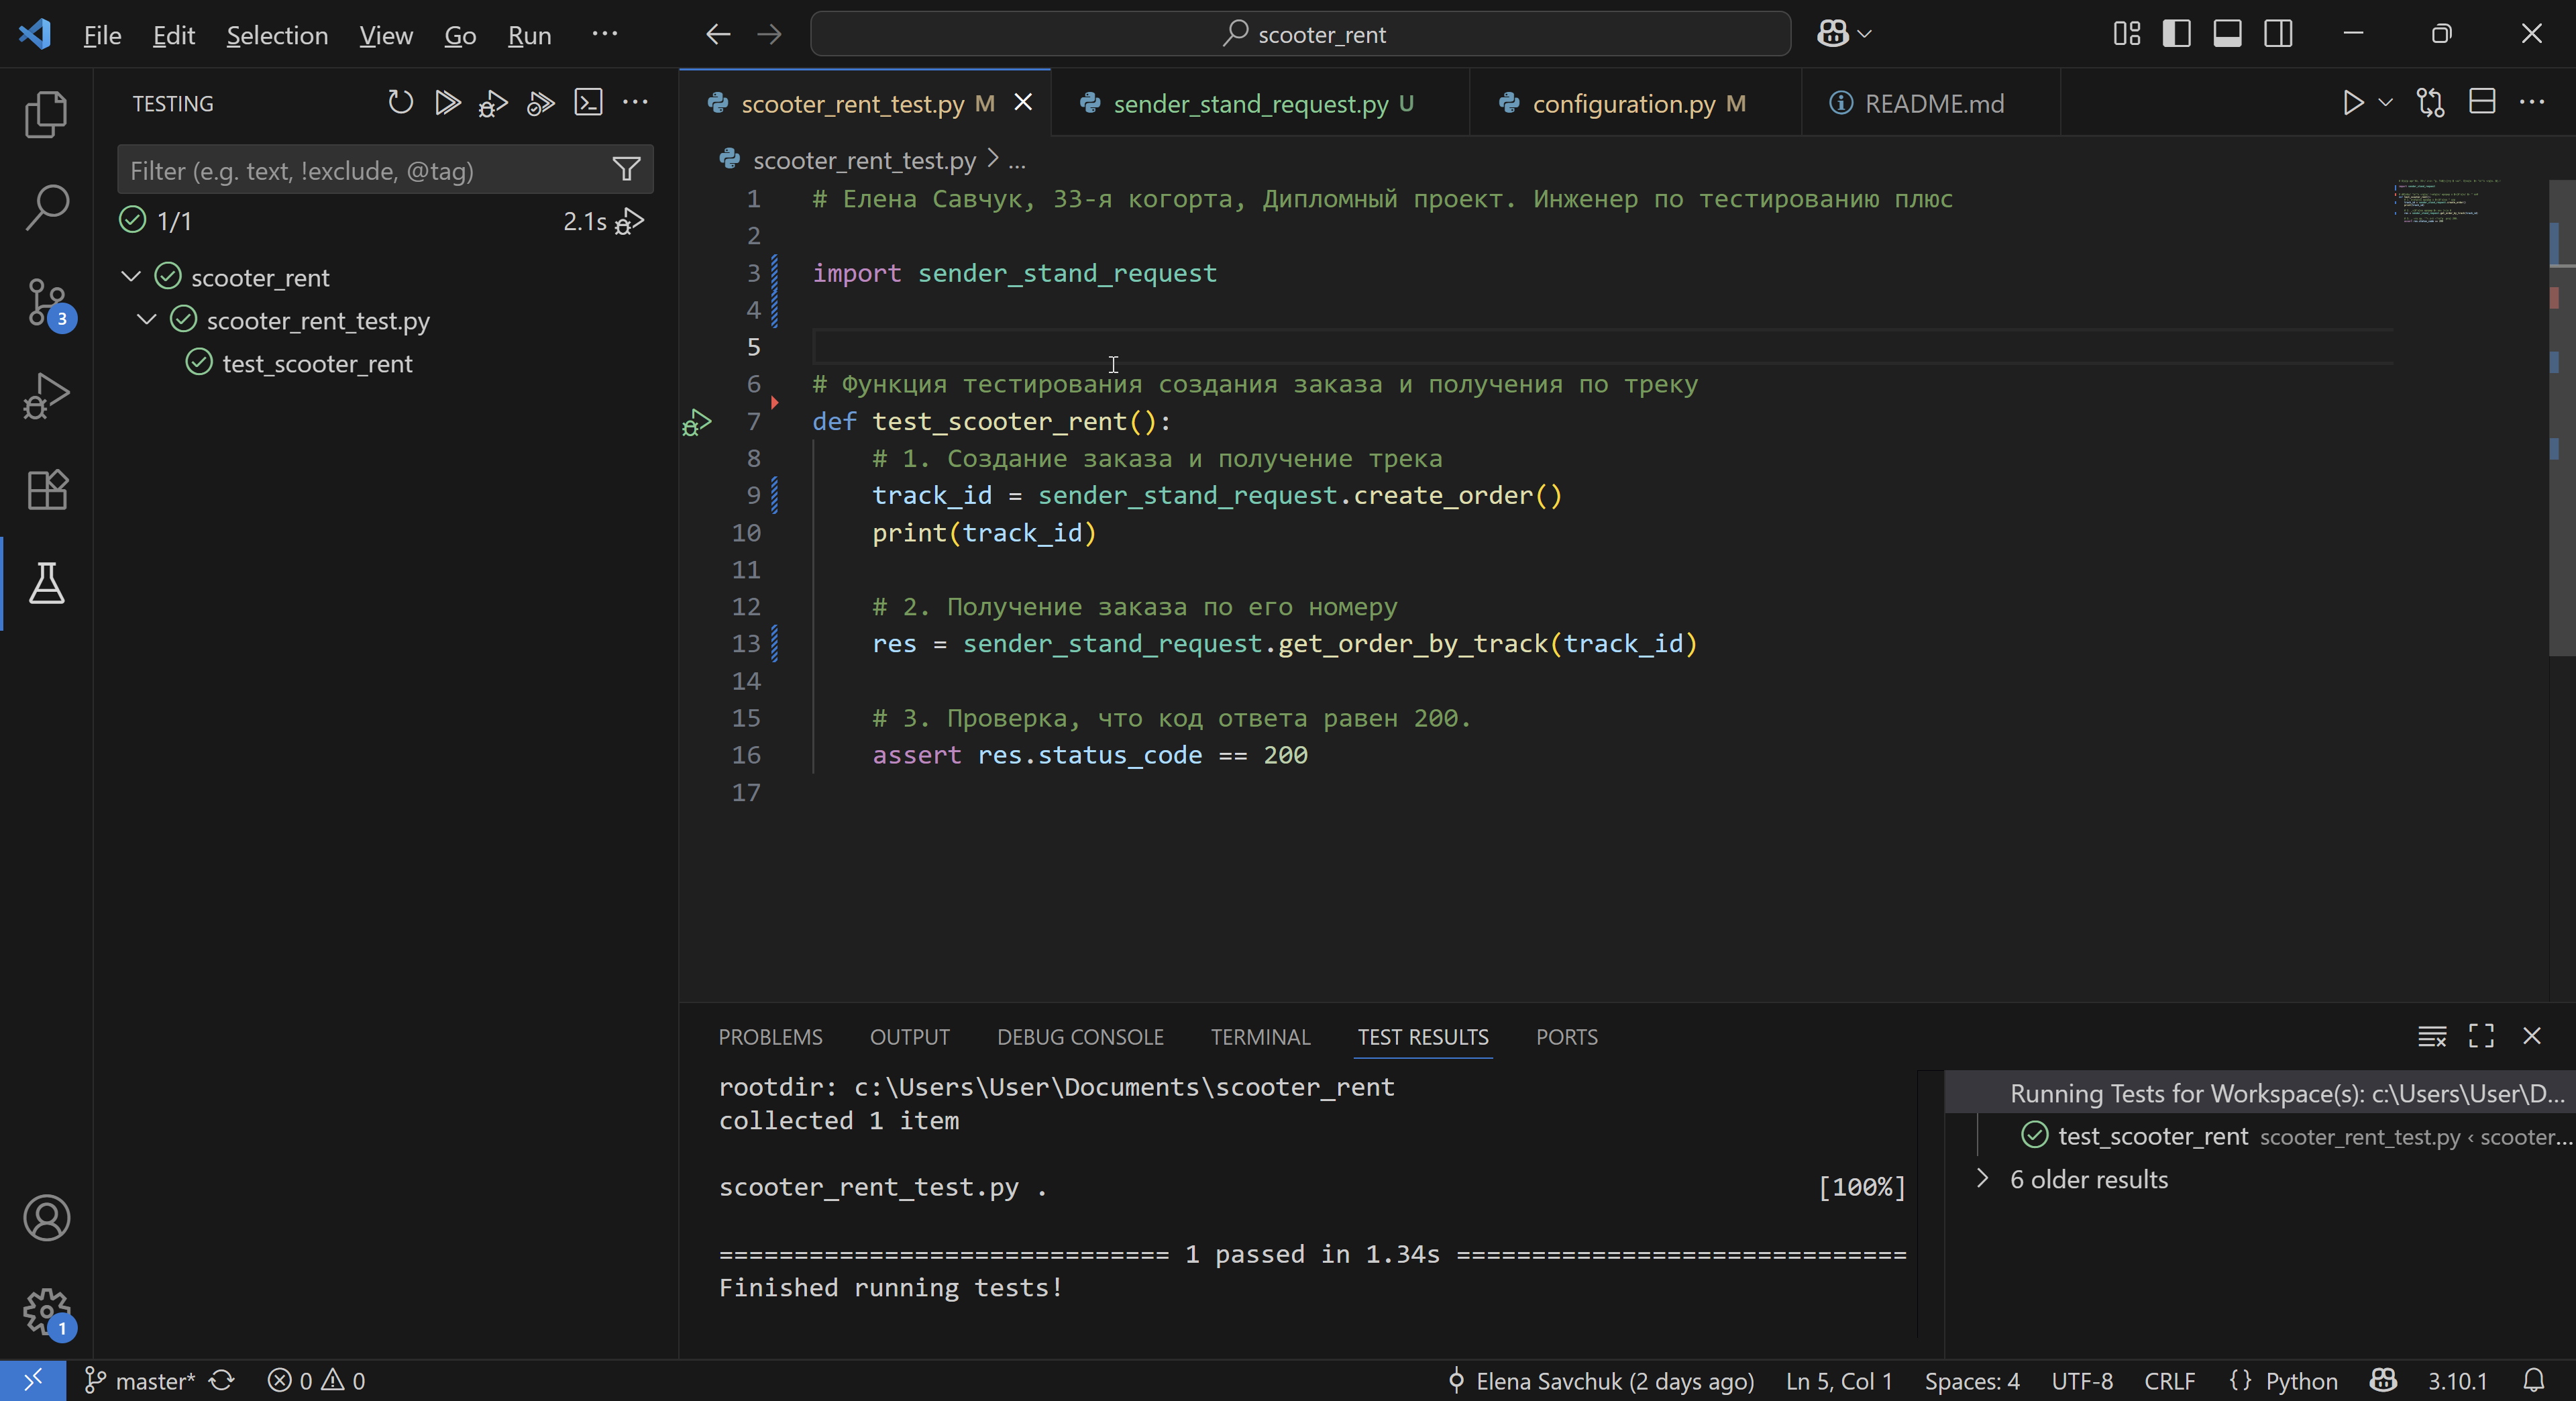 File Edit Selection View Go Run ··· scooter_rent
TESTING
Filter (e.g. text, !exclude, @tag)
1/1 2.1s
scooter_rent
scooter_rent_test.py
test_scooter_rent
3
1
scooter_rent_test.py M sender_stand_request.py U configuration.py M README.md
scooter_rent_test.py > ...
1 # Елена Савчук, 33-я когорта, Дипломный проект. Инженер по тестированию плюс
2
3 import sender_stand_request
4
5
6 # Функция тестирования создания заказа и получения по треку
7 def test_scooter_rent():
8 # 1. Создание заказа и получение трека
9 track_id = sender_stand_request.create_order()
10 print(track_id)
11
12 # 2. Получение заказа по его номеру
13 res = sender_stand_request.get_order_by_track(track_id)
14
15 # 3. Проверка, что код ответа равен 200.
16 assert res.status_code == 200
17
PROBLEMS OUTPUT DEBUG CONSOLE TERMINAL TEST RESULTS PORTS
rootdir: c:\Users\User\Documents\scooter_rent
collected 1 item
scooter_rent_test.py . [100%]
============================== 1 passed in 1.34s ==============================
Finished running tests!
Running Tests for Workspace(s): c:\Users\User\D...
test_scooter_rent scooter_rent_test.py ‹ scooter...
6 older results
master* 0 0 Elena Savchuk (2 days ago) Ln 5, Col 1 Spaces: 4 UTF-8 CRLF {} Python 3.10.1